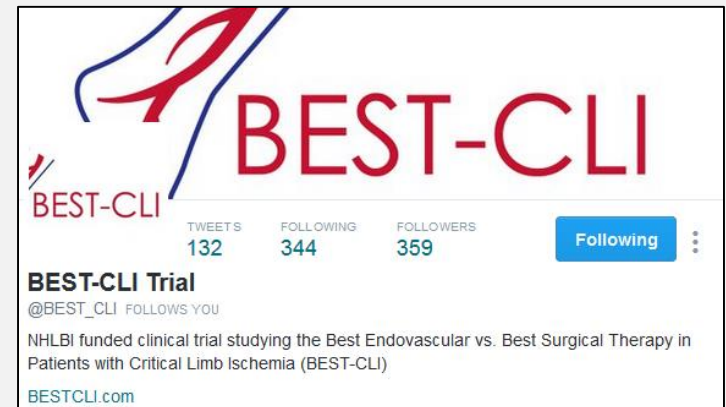 BEST-CLI
BEST-CLI
TWEETS FOLLOWING FOLLOWERS
132 344 359
Following
BEST-CLI Trial
@BEST_CLI FOLLOWS YOU
NHLBI funded clinical trial studying the Best Endovascular vs. Best Surgical Therapy in
Patients with Critical Limb Ischemia (BEST-CLI)
BESTCLI.com